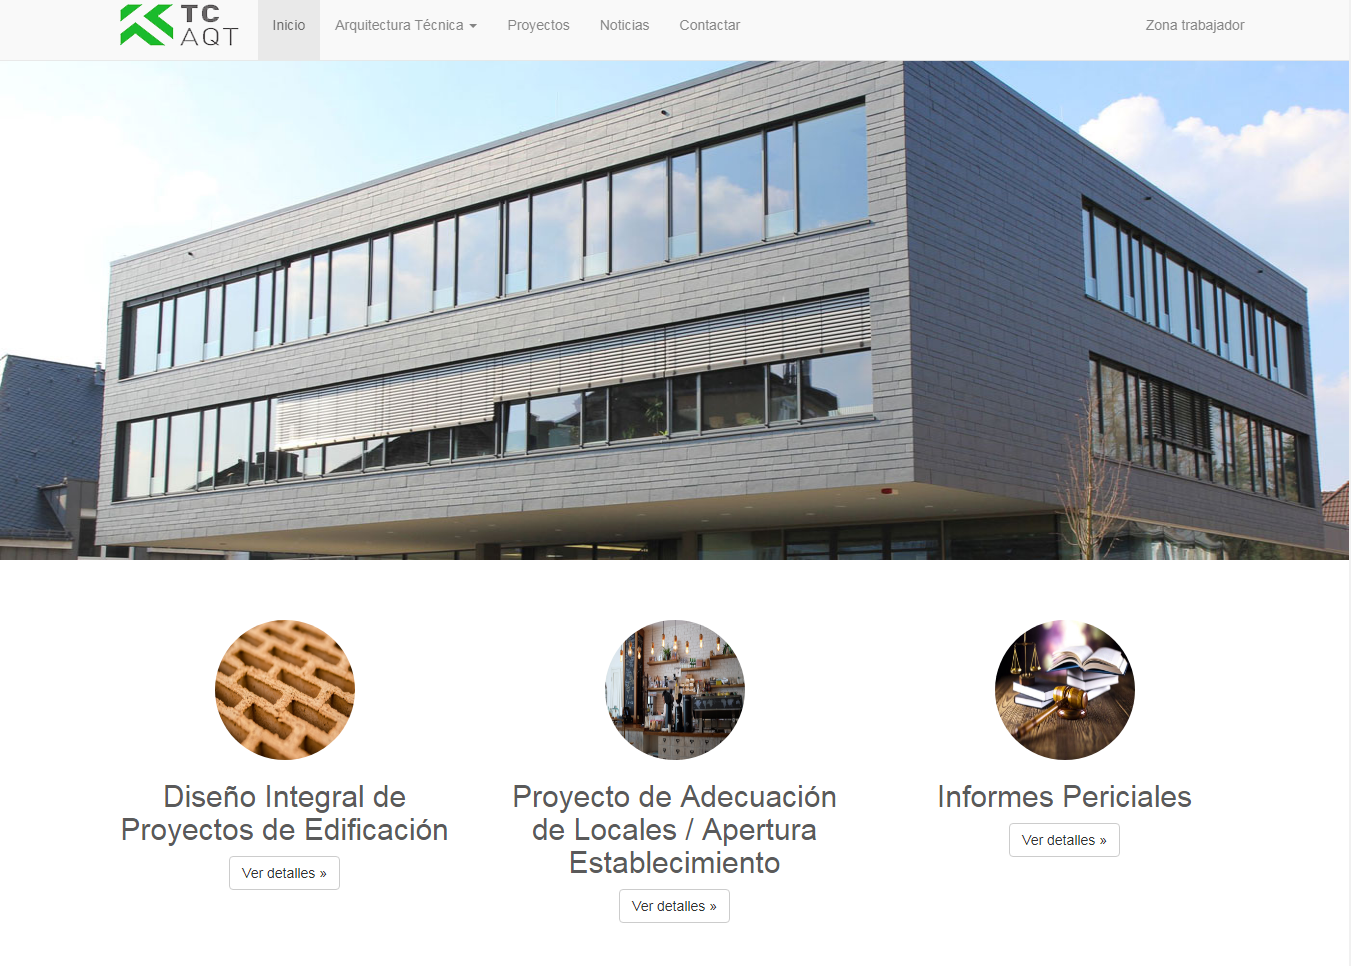 TC
AQT
Inicio Arquitectura Técnica Proyectos Noticias Contactar Zona trabajador
Diseño Integral de
Proyectos de Edificación
Ver detalles »
Proyecto de Adecuación
de Locales / Apertura
Establecimiento
Ver detalles »
Informes Periciales
Ver detalles »